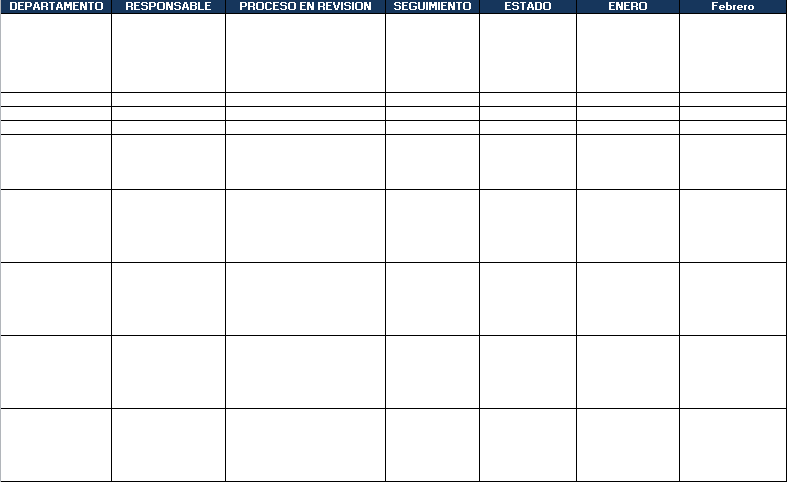 DEPARTAMENTO RESPONSABLE PROCESO EN REVISION SEGUIMIENTO ESTADO ENERO Febrero